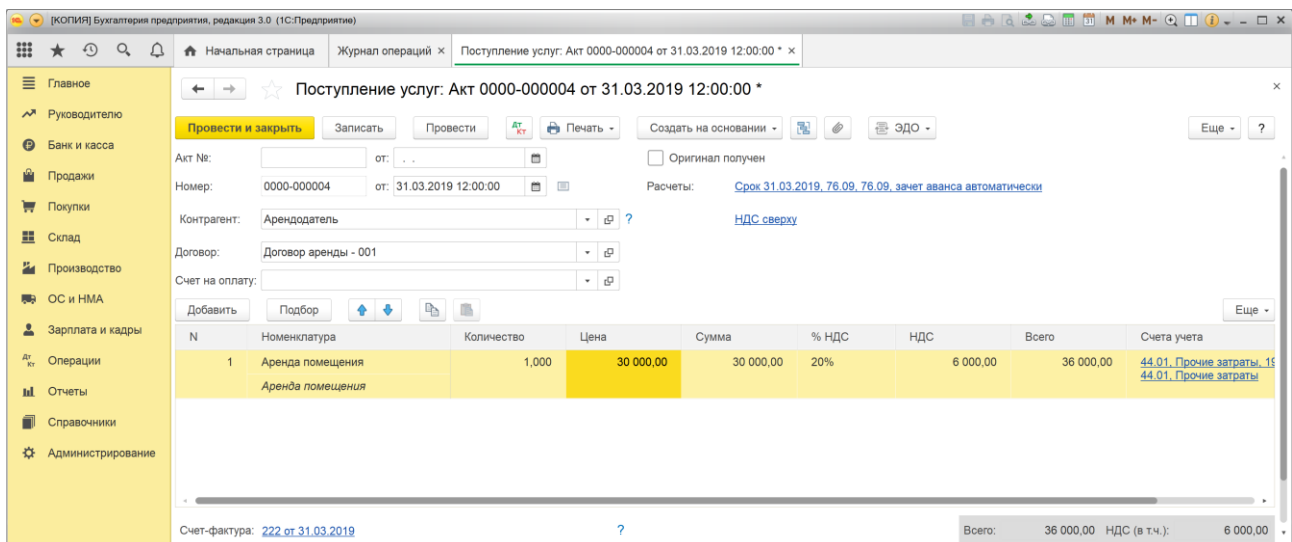 [КОПИЯ] Бухгалтерия предприятия, редакция 3.0 (1С:Предприятие) M M+ M-
Начальная страница Журнал операций × Поступление услуг: Акт 0000-000004 от 31.03.2019 12:00:00 * ×
Главное
Руководителю
Банк и касса
Продажи
Покупки
Склад
Производство
ОС и НМА
Зарплата и кадры
Операции
Отчеты
Справочники
Администрирование
Поступление услуг: Акт 0000-000004 от 31.03.2019 12:00:00 *
Провести и закрыть Записать Провести Дт Кт Печать Создать на основании ЭДО Еще ?
Акт №: от: . . Оригинал получен
Номер: 0000-000004 от: 31.03.2019 12:00:00 Расчеты: Срок 31.03.2019, 76.09, 76.09, зачет аванса автоматически
Контрагент: Арендодатель ? НДС сверху
Договор: Договор аренды - 001
Счет на оплату:
Добавить Подбор Еще
N Номенклатура Количество Цена Сумма % НДС НДС Всего Счета учета
1 Аренда помещения 1,000 30 000,00 30 000,00 20% 6 000,00 36 000,00 44.01, Прочие затраты, 19
Аренда помещения 44.01, Прочие затраты
Счет-фактура: 222 от 31.03.2019 ? Всего: 36 000,00 НДС (в т.ч.): 6 000,00